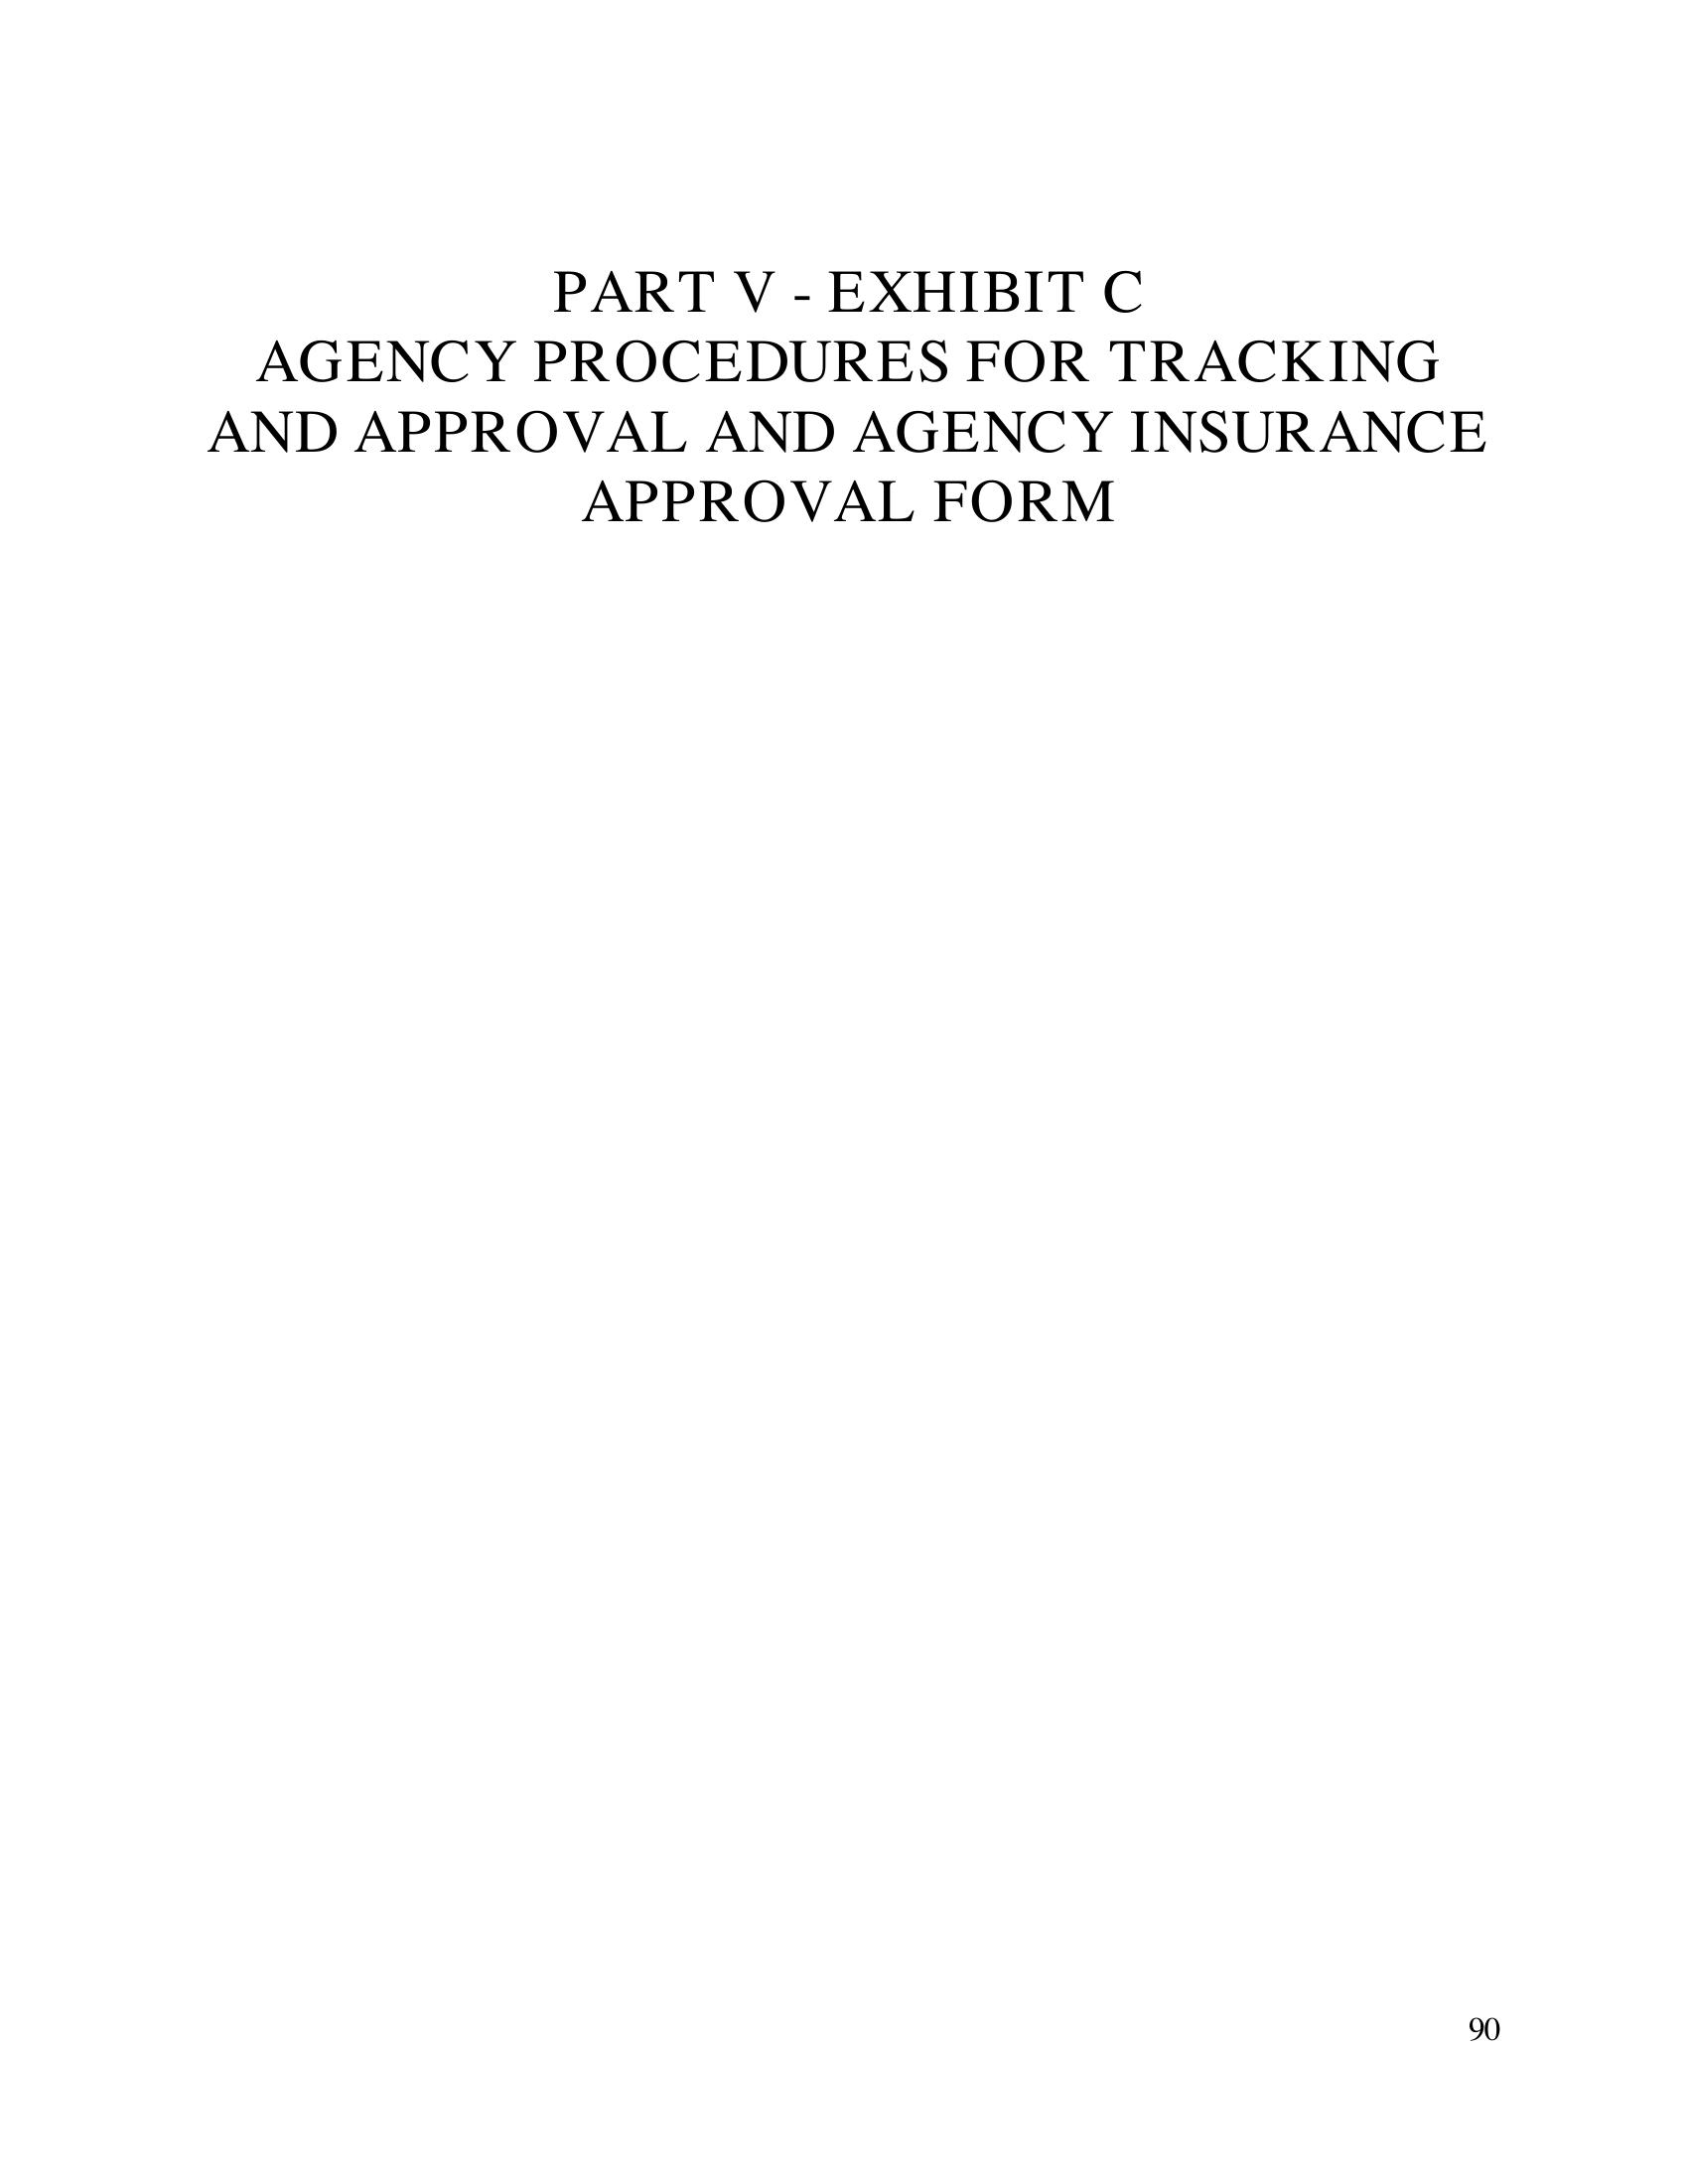 PART V - EXHIBIT C
AGENCY PROCEDURES FOR TRACKING
AND APPROVAL AND AGENCY INSURANCE
APPROVAL FORM
90